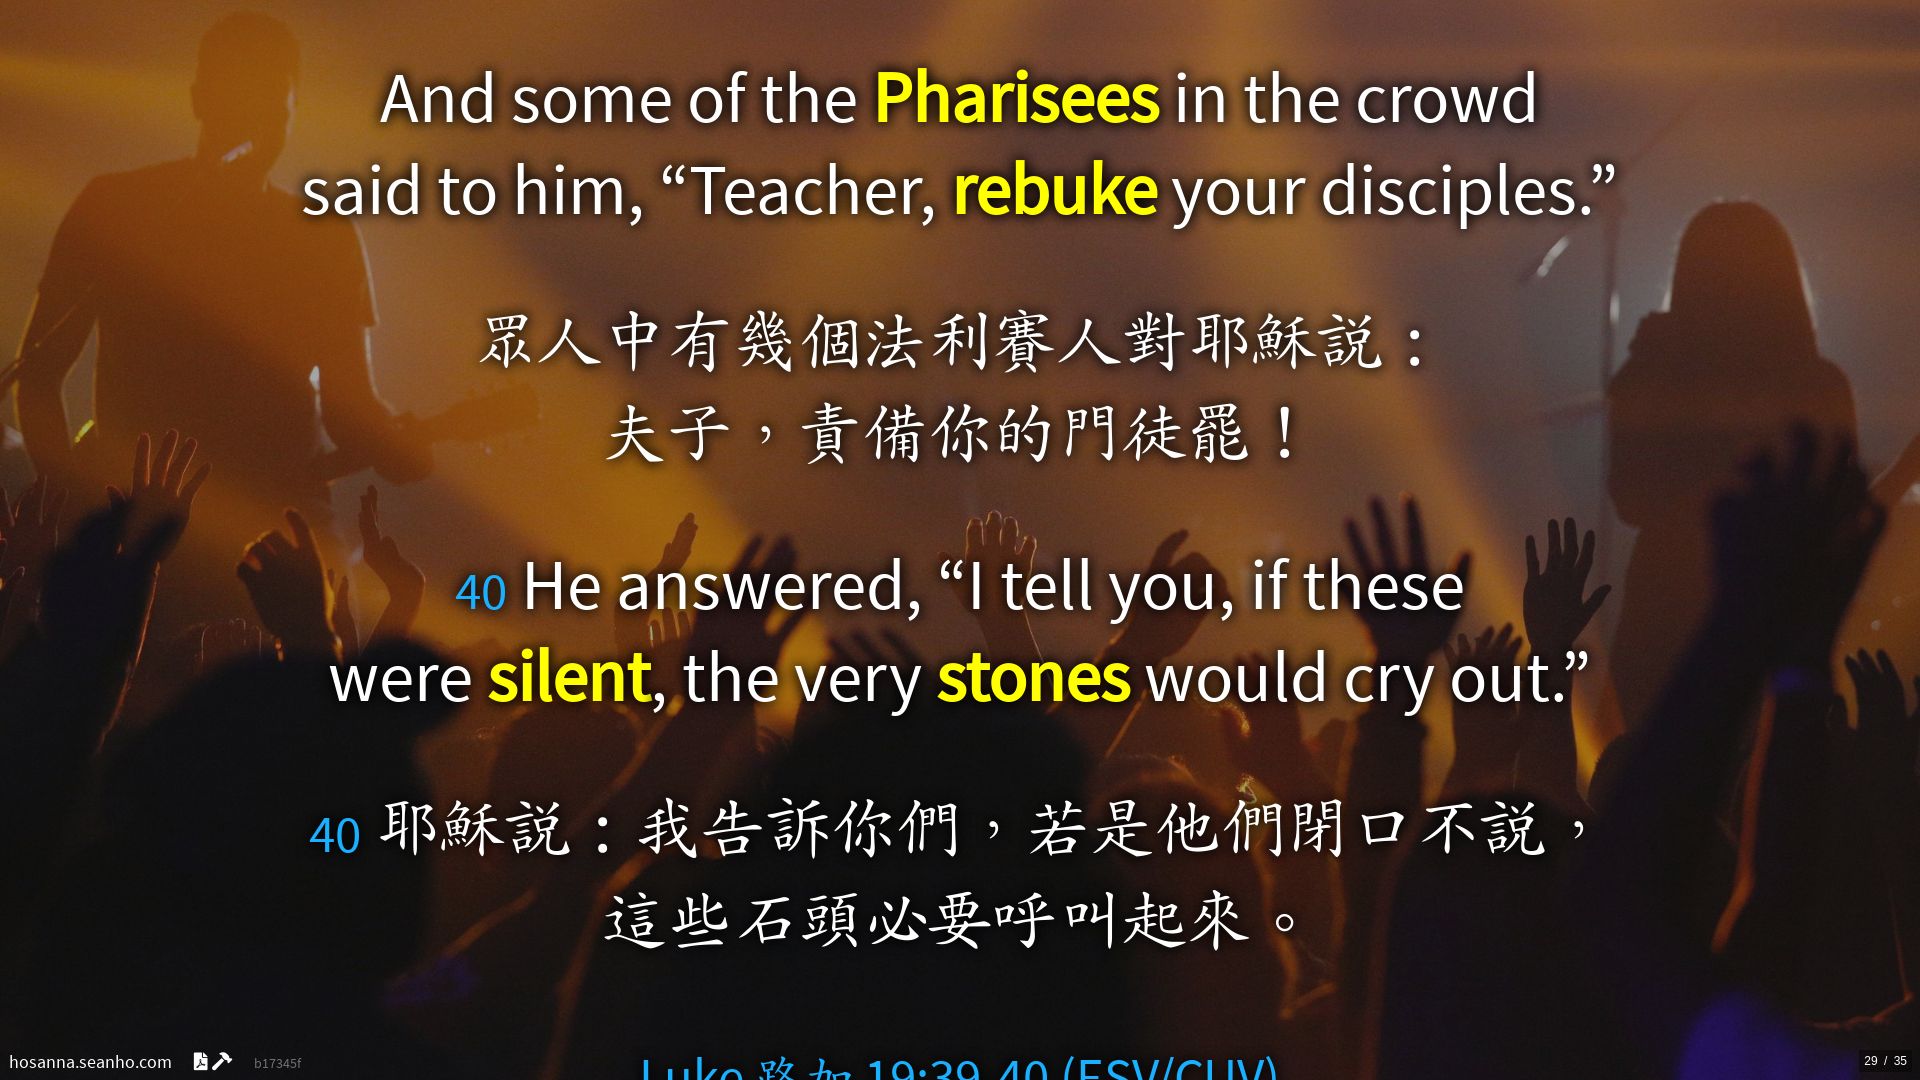 And some of the Pharisees in the crowd
said to him, “Teacher, rebuke your disciples.”
眾人中有幾個法利賽人對耶穌説：
夫子，責備你的門徒罷！
40 He answered, “I tell you, if these
were silent, the very stones would cry out.”
40 耶穌説：我告訴你們，若是他們閉口不説，
這些石頭必要呼叫起來。
Luke 路加 19:39-40 (ESV/CUV)
hosanna.seanho.com b17345f
29 / 35